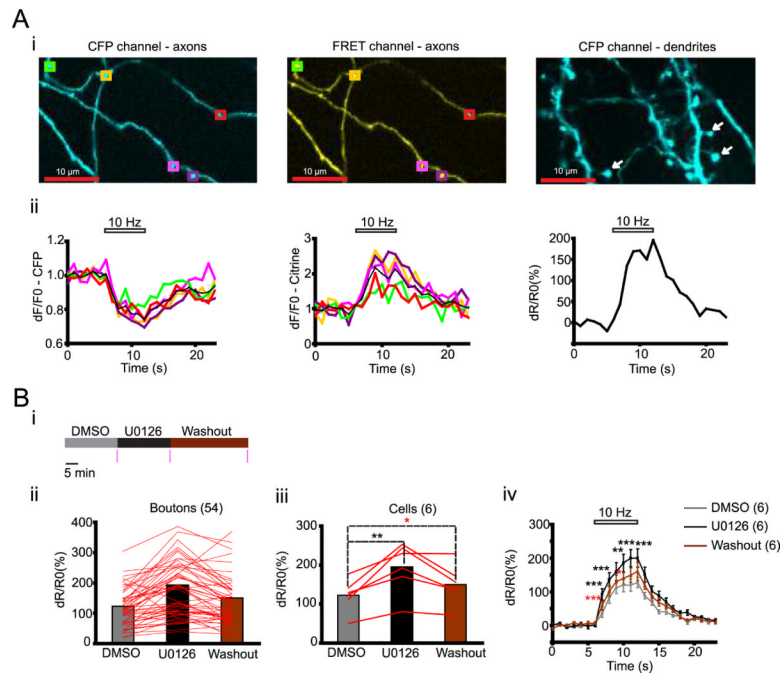 A
i
CFP channel - axons
FRET channel - axons
CFP channel - dendrites
10 µm
10 µm
10 µm
ii
10 Hz
10 Hz
10 Hz
dF/F0 - CFP
1.2
1.0
0.8
0.6
0
10
20
Time (s)
dF/F0 - Citrine
3
2
1
0
0
10
20
Time (s)
dR/R0(%)
200
150
100
50
0
0
10
20
Time (s)
B
i
DMSO
U0126
Washout
5 min
ii
Boutons (54)
dR/R0(%)
400
300
200
100
0
DMSO
U0126
Washout
iii
Cells (6)
dR/R0(%)
300
200
100
0
**
*
DMSO
U0126
Washout
iv
10 Hz
DMSO (6)
U0126 (6)
Washout (6)
dR/R0(%)
300
200
100
0
0
10
20
Time (s)
***
***
**
***
***
***